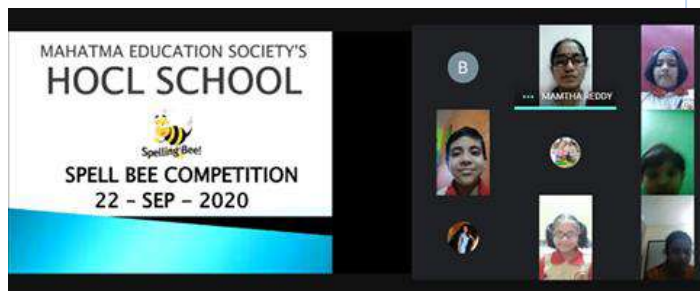 MAHATMA EDUCATION SOCIETY'S
HOCL SCHOOL
Spelling Bee!
SPELL BEE COMPETITION
22 – SEP – 2020
B
... MAMTHA REDDY